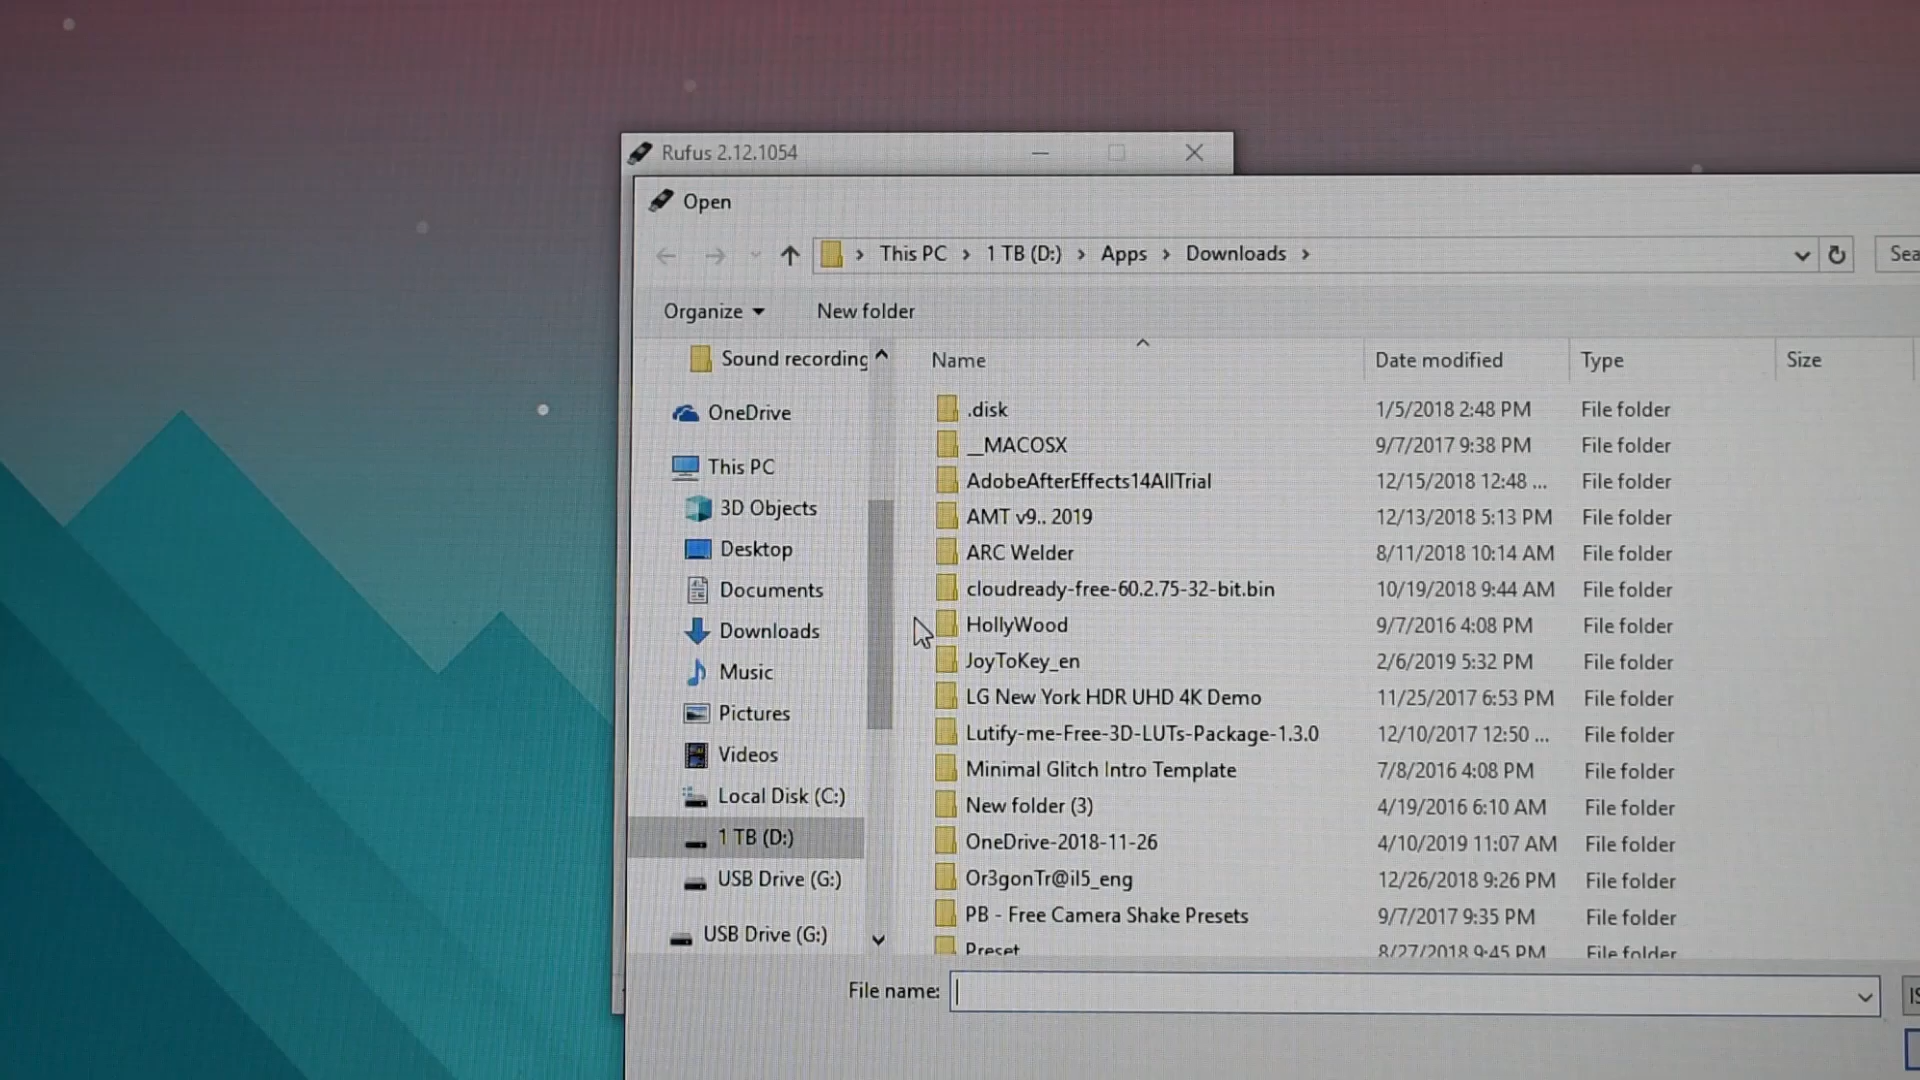 Rufus 2.12.1054
Open
This PC > 1 TB (D:) > Apps > Downloads >
Sea
Organize
New folder
Sound recording
OneDrive
This PC
3D Objects
Desktop
Documents
Downloads
Music
Pictures
Videos
Local Disk (C:)
1 TB (D:)
USB Drive (G:)
USB Drive (G:)
Name Date modified Type Size
.disk 1/5/2018 2:48 PM File folder
__MACOSX 9/7/2017 9:38 PM File folder
AdobeAfterEffects14AllTrial 12/15/2018 12:48 ... File folder
AMT v9.. 2019 12/13/2018 5:13 PM File folder
ARC Welder 8/11/2018 10:14 AM File folder
cloudready-free-60.2.75-32-bit.bin 10/19/2018 9:44 AM File folder
HollyWood 9/7/2016 4:08 PM File folder
JoyToKey_en 2/6/2019 5:32 PM File folder
LG New York HDR UHD 4K Demo 11/25/2017 6:53 PM File folder
Lutify-me-Free-3D-LUTs-Package-1.3.0 12/10/2017 12:50 ... File folder
Minimal Glitch Intro Template 7/8/2016 4:08 PM File folder
New folder (3) 4/19/2016 6:10 AM File folder
OneDrive-2018-11-26 4/10/2019 11:07 AM File folder
Or3gonTr@il5_eng 12/26/2018 9:26 PM File folder
PB - Free Camera Shake Presets 9/7/2017 9:35 PM File folder
Preset 8/27/2018 9:45 PM File folder
File name:
IS